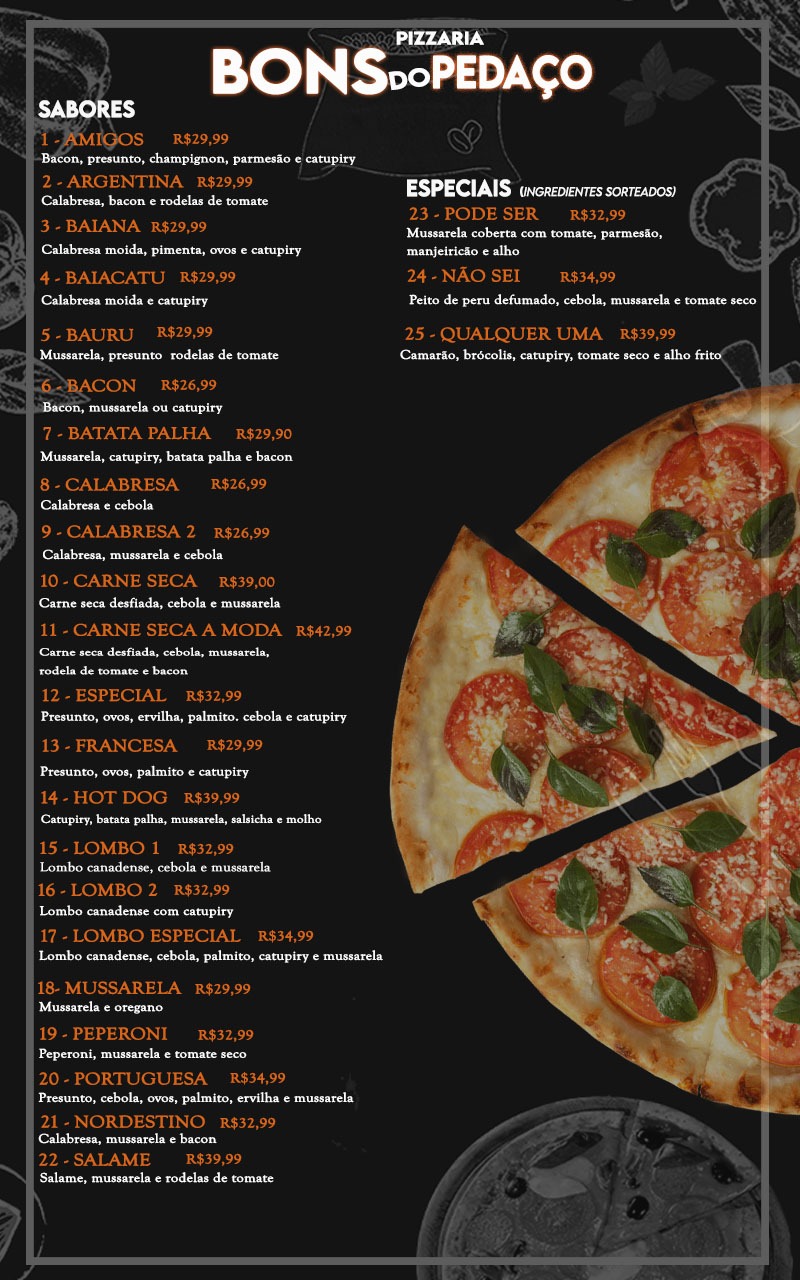 PIZZARIA
BONS DO PEDAÇO
SABORES
1 - AMIGOS R$29,99
Bacon, presunto, champignon, parmesão e catupiry
2 - ARGENTINA R$29,99
Calabresa, bacon e rodelas de tomate
3 - BAIANA R$29,99
Calabresa moida, pimenta, ovos e catupiry
4 - BAIACATU R$29,99
Calabresa moida e catupiry
5 - BAURU R$29,99
Mussarela, presunto rodelas de tomate
6 - BACON R$26,99
Bacon, mussarela ou catupiry
7 - BATATA PALHA R$29,90
Mussarela, catupiry, batata palha e bacon
8 - CALABRESA R$26,99
Calabresa e cebola
9 - CALABRESA 2 R$26,99
Calabresa, mussarela e cebola
10 - CARNE SECA R$39,00
Carne seca desfiada, cebola e mussarela
11 - CARNE SECA A MODA R$42,99
Carne seca desfiada, cebola, mussarela,
rodela de tomate e bacon
12 - ESPECIAL R$32,99
Presunto, ovos, ervilha, palmito. cebola e catupiry
13 - FRANCESA R$29,99
Presunto, ovos, palmito e catupiry
14 - HOT DOG R$39,99
Catupiry, batata palha, mussarela, salsicha e molho
15 - LOMBO 1 R$32,99
Lombo canadense, cebola e mussarela
16 - LOMBO 2 R$32,99
Lombo canadense com catupiry
17 - LOMBO ESPECIAL R$34,99
Lombo canadense, cebola, palmito, catupiry e mussarela
18- MUSSARELA R$29,99
Mussarela e oregano
19 - PEPERONI R$32,99
Peperoni, mussarela e tomate seco
20 - PORTUGUESA R$34,99
Presunto, cebola, ovos, palmito, ervilha e mussarela
21 - NORDESTINO R$32,99
Calabresa, mussarela e bacon
22 - SALAME R$39,99
Salame, mussarela e rodelas de tomate
ESPECIAIS (INGREDIENTES SORTEADOS)
23 - PODE SER R$32,99
Mussarela coberta com tomate, parmesão,
manjeiricão e alho
24 - NÃO SEI R$34,99
Peito de peru defumado, cebola, mussarela e tomate seco
25 - QUALQUER UMA R$39,99
Camarão, brócolis, catupiry, tomate seco e alho frito